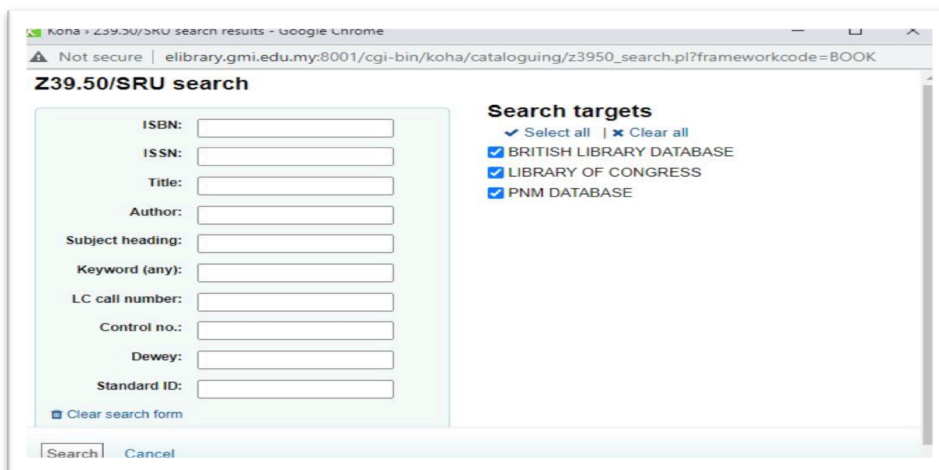 Koha › Z39.50/SRU search results - Google Chrome
Not secure | elibrary.gmi.edu.my:8001/cgi-bin/koha/cataloguing/z3950_search.pl?frameworkcode=BOOK
Z39.50/SRU search
ISBN:
ISSN:
Title:
Author:
Subject heading:
Keyword (any):
LC call number:
Control no.:
Dewey:
Standard ID:
Clear search form
Search targets
Select all | Clear all
BRITISH LIBRARY DATABASE
LIBRARY OF CONGRESS
PNM DATABASE
Search Cancel